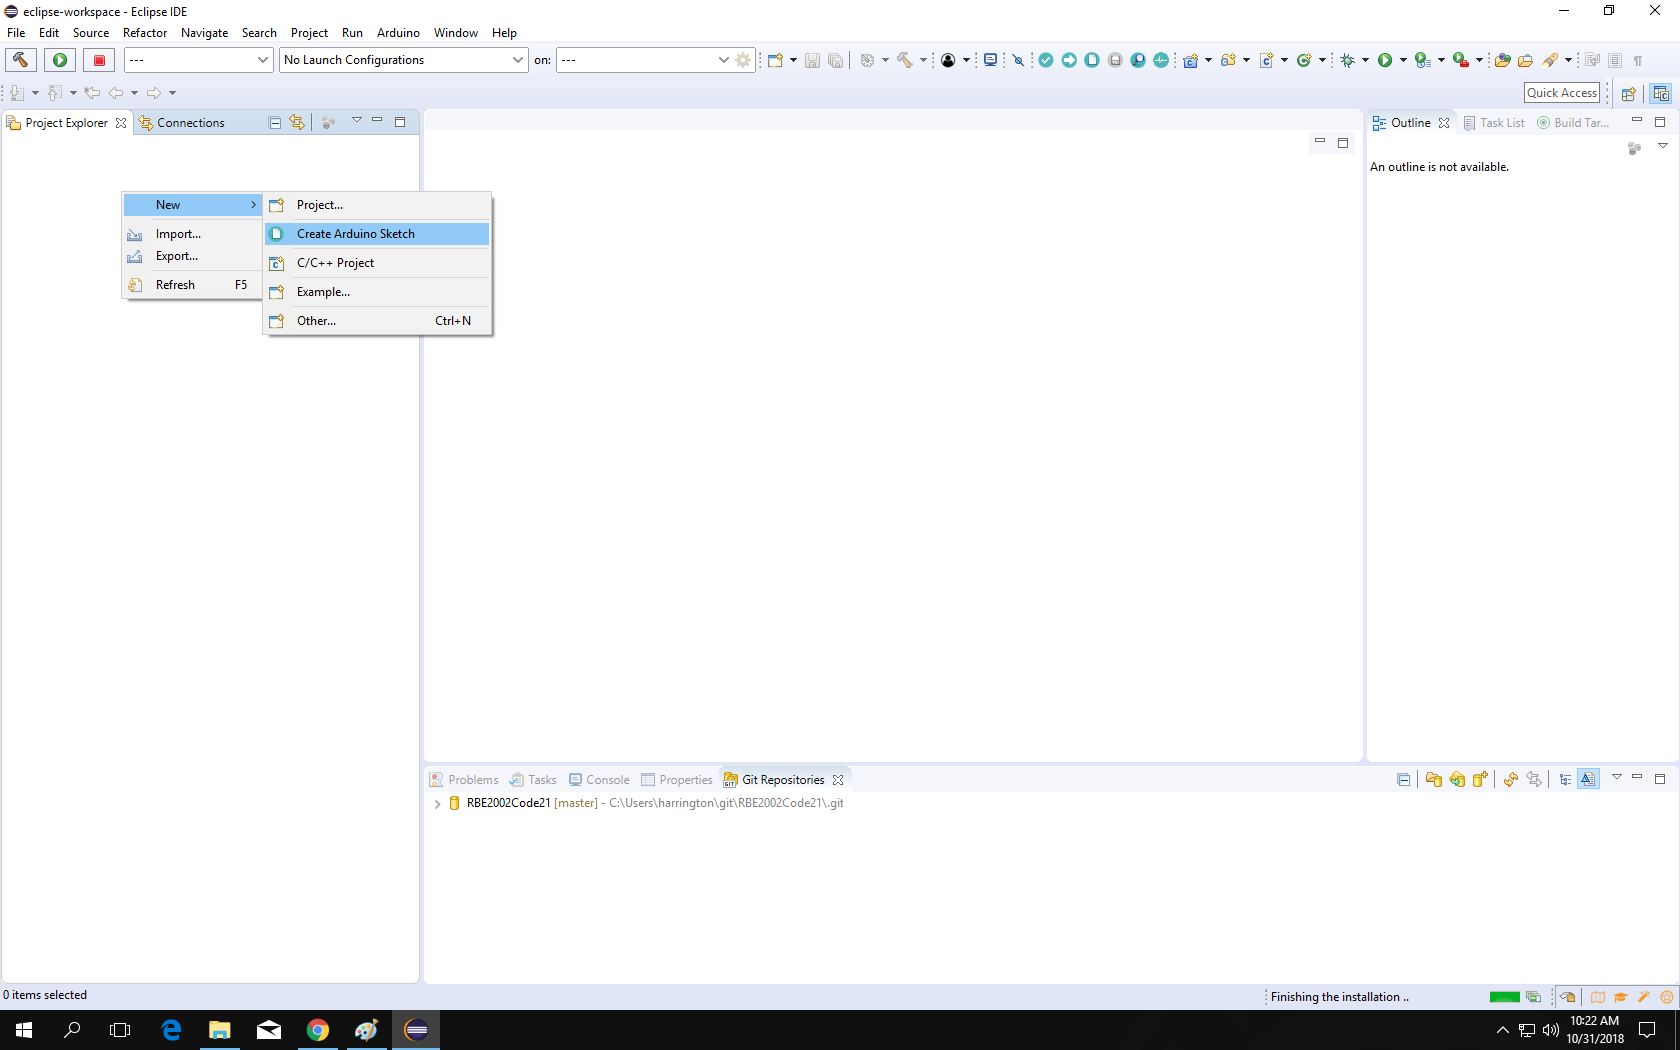 eclipse-workspace - Eclipse IDE
File Edit Source Refactor Navigate Search Project Run Arduino Window Help
--- No Launch Configurations on: ---
Quick Access
Project Explorer Connections
Outline Task List Build Tar...
An outline is not available.
New
Import...
Export...
Refresh F5
Project...
Create Arduino Sketch
C/C++ Project
Example...
Other... Ctrl+N
Problems Tasks Console Properties Git Repositories
RBE2002Code21 [master] - C:\Users\harrington\git\RBE2002Code21\.git
0 items selected
Finishing the installation ..
10:22 AM
10/31/2018